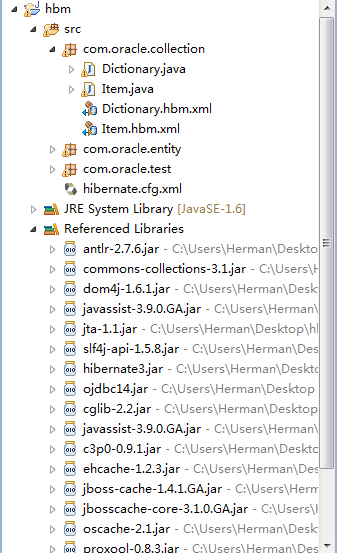 hbm
src
com.oracle.collection
Dictionary.java
Item.java
Dictionary.hbm.xml
Item.hbm.xml
com.oracle.entity
com.oracle.test
hibernate.cfg.xml
JRE System Library [JavaSE-1.6]
Referenced Libraries
antlr-2.7.6.jar - C:\Users\Herman\Deskto
commons-collections-3.1.jar - C:\Users
dom4j-1.6.1.jar - C:\Users\Herman\Des
javassist-3.9.0.GA.jar - C:\Users\Herma
jta-1.1.jar - C:\Users\Herman\Desktop\h
slf4j-api-1.5.8.jar - C:\Users\Herman\D
hibernate3.jar - C:\Users\Herman\Deskt
ojdbc14.jar - C:\Users\Herman\Desktop
cglib-2.2.jar - C:\Users\Herman\Deskto
javassist-3.9.0.GA.jar - C:\Users\Herma
c3p0-0.9.1.jar - C:\Users\Herman\Deskt
ehcache-1.2.3.jar - C:\Users\Herman\D
jboss-cache-1.4.1.GA.jar - C:\Users\Her
jbosscache-core-3.1.0.GA.jar - C:\Users
oscache-2.1.jar - C:\Users\Herman\Desk
proxool-0.8.3.jar - C:\Users\Herman\De